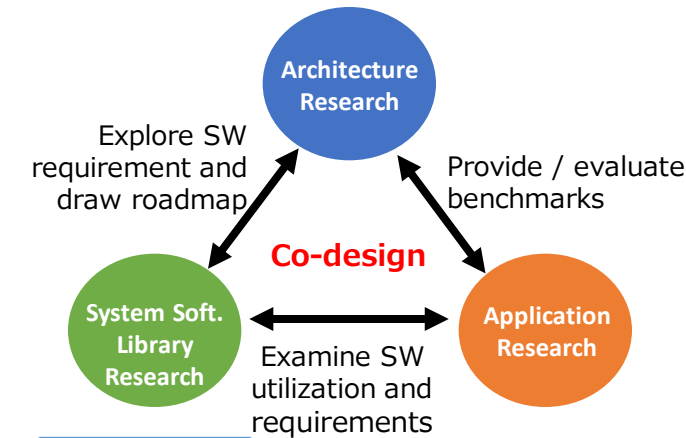 Architecture
Research
Explore SW
requirement and
draw roadmap
Provide / evaluate
benchmarks
Co-design
System Soft.
Library
Research
Application
Research
Examine SW
utilization and
requirements